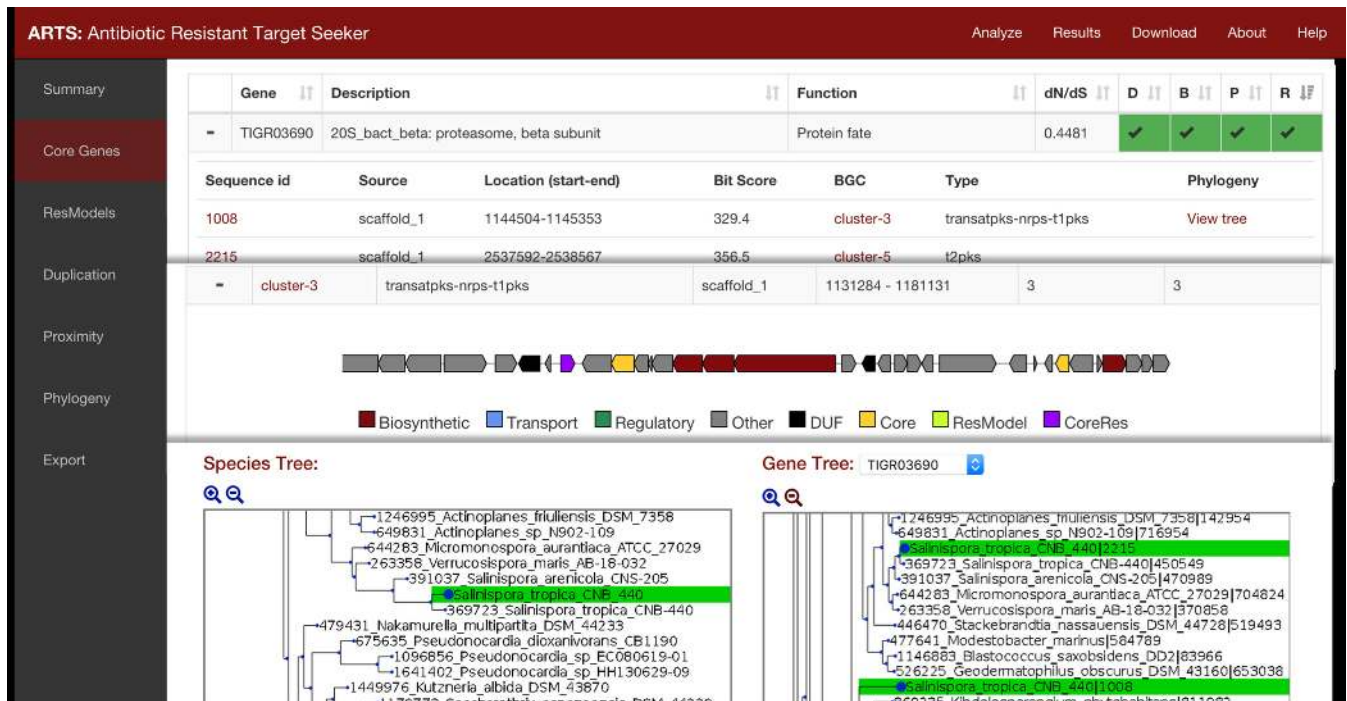 ARTS: Antibiotic Resistant Target Seeker Analyze Results Download About Help
Summary
Core Genes
ResModels
Duplication
Proximity
Phylogeny
Export
Gene Description Function dN/dS D B P R
- TIGR03690 20S_bact_beta: proteasome, beta subunit Protein fate 0.4481
Sequence id Source Location (start-end) Bit Score BGC Type Phylogeny
1008 scaffold_1 1144504-1145353 329.4 cluster-3 transatpks-nrps-t1pks View tree
2215 scaffold_1 2537592-2538567 356.5 cluster-5 t2pks
- cluster-3 transatpks-nrps-t1pks scaffold_1 1131284 - 1181131 3 3
Biosynthetic Transport Regulatory Other DUF Core ResModel CoreRes
Species Tree:
1246995_Actinoplanes_friuliensis_DSM_7358
649831_Actinoplanes_sp_N902-109
644283_Micromonospora_aurantiaca_ATCC_27029
263358_Verrucosispora_maris_AB-18-032
391037_Salinispora_arenicola_CNS-205
Salinispora_tropica_CNB_440
369723_Salinispora_tropica_CNB-440
479431_Nakamurella_multipartita_DSM_44233
675635_Pseudonocardia_dioxanivorans_CB1190
1096856_Pseudonocardia_sp_EC080619-01
1641402_Pseudonocardia_sp_HH130629-09
1449976_Kutzneria_albida_DSM_43870
Gene Tree: TIGR03690
1246995_Actinoplanes_friuliensis_DSM_7358|142954
649831_Actinoplanes_sp_N902-109|716954
Salinispora_tropica_CNB_440|2215
369723_Salinispora_tropica_CNB-440|450549
391037_Salinispora_arenicola_CNS-205|470989
644283_Micromonospora_aurantiaca_ATCC_27029|704824
263358_Verrucosispora_maris_AB-18-032|370858
446470_Stackebrandtia_nassauensis_DSM_44728|519493
477641_Modestobacter_marinus|584789
1146883_Blastococcus_saxobsidens_DD2|83966
526225_Geodermatophilus_obscurus_DSM_43160|653038
Salinispora_tropica_CNB_440|1008